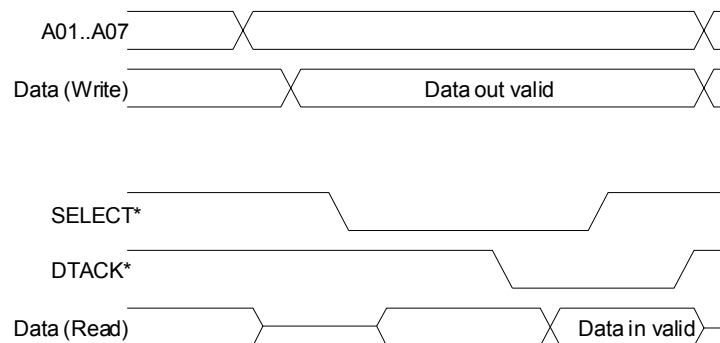 A01..A07
Data (Write) Data out valid
SELECT*
DTACK*
Data (Read) Data in valid